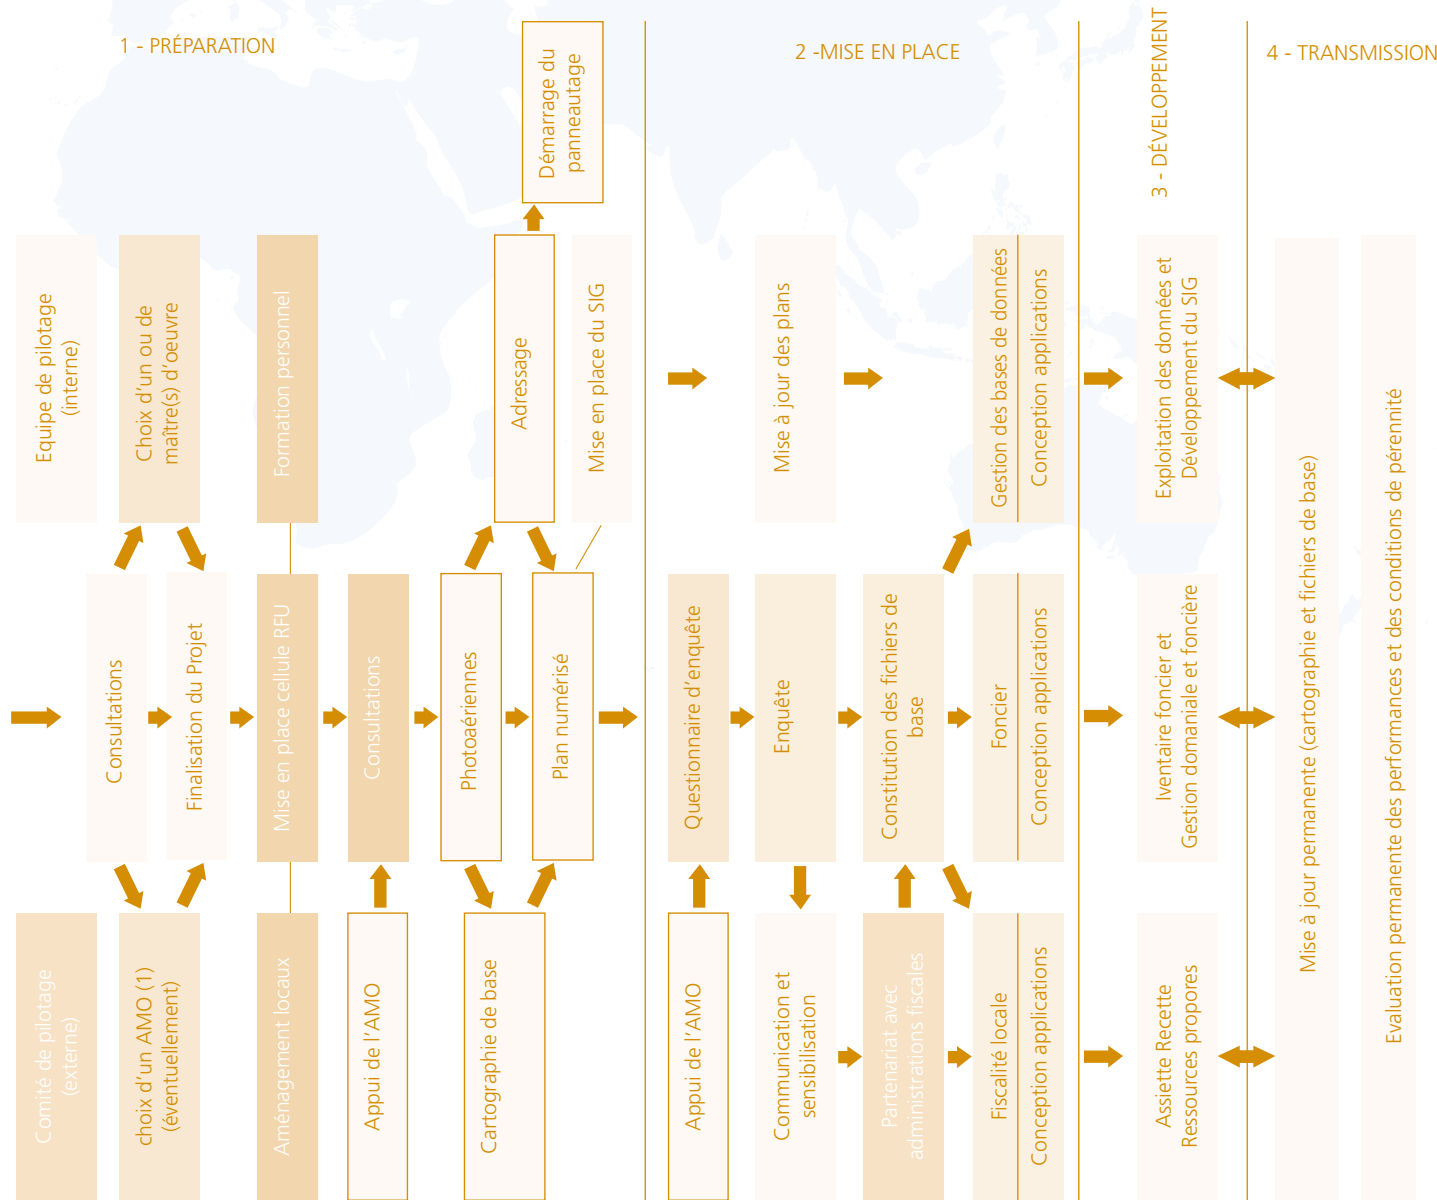 1 - PRÉPARATION
2 -MISE EN PLACE
3 - DÉVELOPPEMENT
4 - TRANSMISSION
Equipe de pilotage
(interne)
Comité de pilotage
(externe)
Consultations
Choix d'un ou de
maître(s) d'oeuvre
choix d'un AMO (1)
(éventuellement)
Finalisation du Projet
Formation personnel
Mise en place cellule RFU
Aménagement locaux
Consultations
Appui de l'AMO
Photoaériennes
Cartographie de base
Adressage
Démarrage du
panneautage
Plan numérisé
Mise en place du SIG
Questionnaire d'enquête
Appui de l'AMO
Mise à jour des plans
Enquête
Communication et
sensibilisation
Constitution des fichiers de
base
Partenariat avec
administrations fiscales
Gestion des bases de données
Conception applications
Foncier
Conception applications
Fiscalité locale
Conception applications
Exploitation des données et
Développement du SIG
Iventaire foncier et
Gestion domaniale et foncière
Assiette Recette
Ressources propores
Mise à jour permanente (cartographie et fichiers de base)
Evaluation permanente des performances et des conditions de pérennité